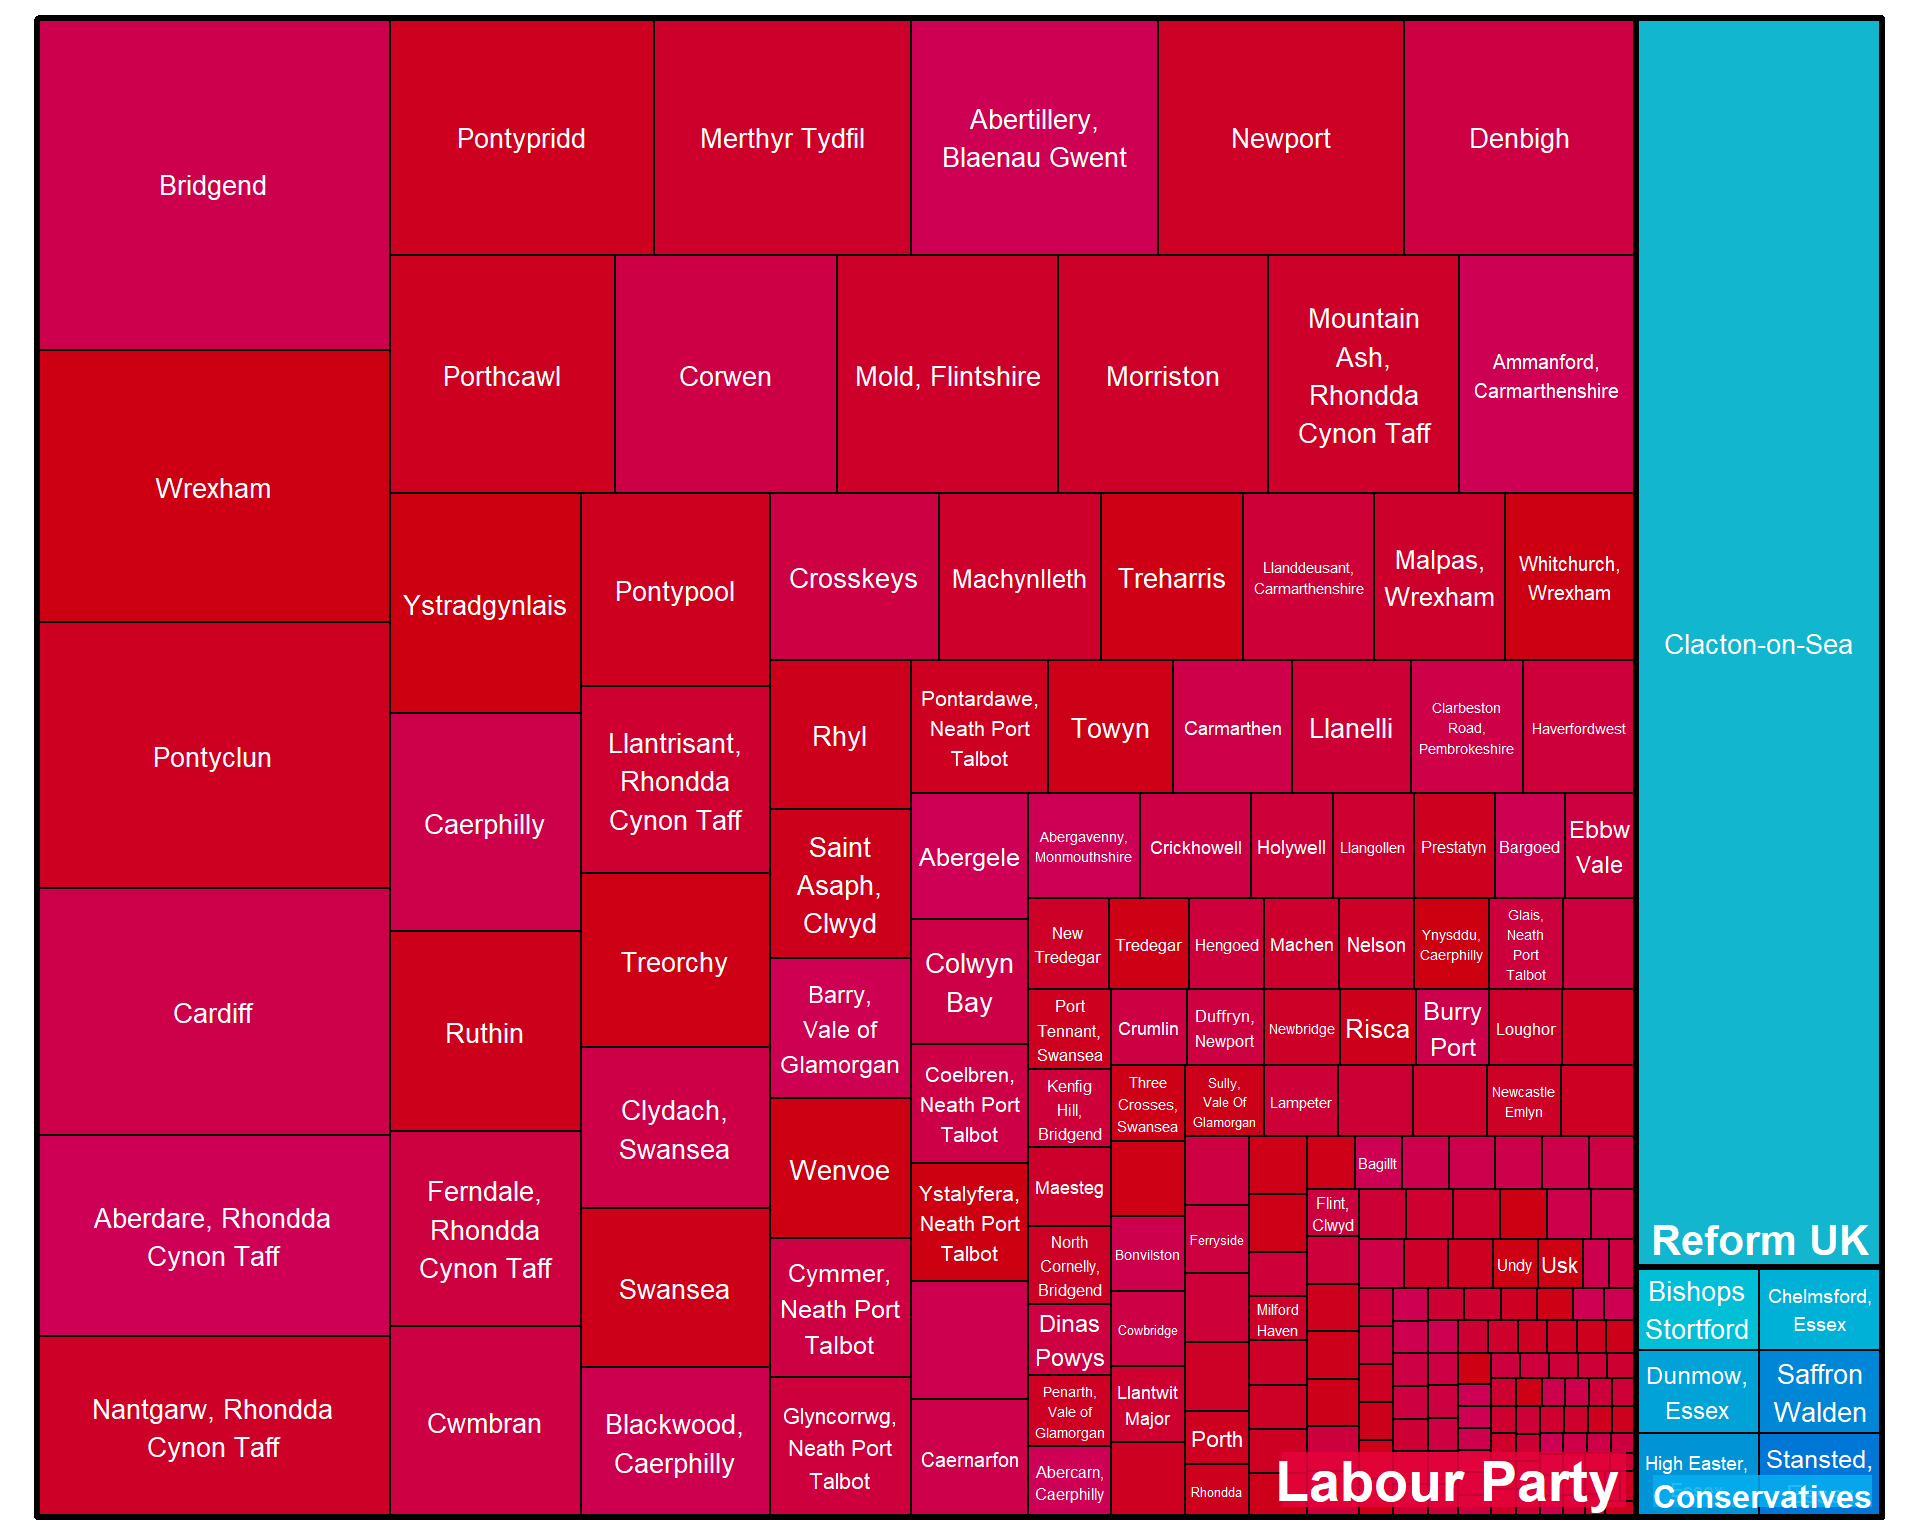 Bridgend
Wrexham
Pontyclun
Cardiff
Aberdare, Rhondda
Cynon Taff
Nantgarw, Rhondda
Cynon Taff
Pontypridd
Merthyr Tydfil
Abertillery,
Blaenau Gwent
Newport
Denbigh
Porthcawl
Corwen
Mold, Flintshire
Morriston
Mountain
Ash,
Rhondda
Cynon Taff
Ammanford,
Carmarthenshire
Ystradgynlais
Caerphilly
Ruthin
Ferndale,
Rhondda
Cynon Taff
Cwmbran
Pontypool
Llantrisant,
Rhondda
Cynon Taff
Treorchy
Clydach,
Swansea
Swansea
Blackwood,
Caerphilly
Crosskeys
Machynlleth
Treharris
Llanddeusant,
Carmarthenshire
Malpas,
Wrexham
Whitchurch,
Wrexham
Rhyl
Saint
Asaph,
Clwyd
Barry,
Vale of
Glamorgan
Wenvoe
Cymmer,
Neath Port
Talbot
Glyncorrwg,
Neath Port
Talbot
Pontardawe,
Neath Port
Talbot
Towyn
Carmarthen
Llanelli
Clarbeston
Road,
Pembrokeshire
Haverfordwest
Abergele
Colwyn
Bay
Coelbren,
Neath Port
Talbot
Ystalyfera,
Neath Port
Talbot
Caernarfon
Abergavenny,
Monmouthshire
Crickhowell
Holywell
Llangollen
Prestatyn
Bargoed
Ebbw
Vale
New
Tredegar
Tredegar
Hengoed
Machen
Nelson
Ynysddu,
Caerphilly
Glais,
Neath
Port
Talbot
Port
Tennant,
Swansea
Crumlin
Duffryn,
Newport
Newbridge
Risca
Burry
Port
Loughor
Kenfig
Hill,
Bridgend
Three
Crosses,
Swansea
Sully,
Vale Of
Glamorgan
Lampeter
Newcastle
Emlyn
Maesteg
North
Cornelly,
Bridgend
Dinas
Powys
Penarth,
Vale of
Glamorgan
Abercarn,
Caerphilly
Bonvilston
Cowbridge
Llantwit
Major
Ferryside
Porth
Rhondda
Milford
Haven
Bagillt
Flint,
Clwyd
Undy
Usk
Labour Party
Clacton-on-Sea
Reform UK
Bishops
Stortford
Chelmsford,
Essex
Dunmow,
Essex
Saffron
Walden
High Easter,
Essex
Stansted,
Conservatives